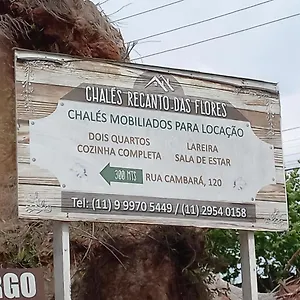 CHALÉS RECANTO DAS FLORES
CHALÉS MOBILIADOS PARA LOCAÇÃO
DOIS QUARTOS LAREIRA
COZINHA COMPLETA SALA DE ESTAR
300 MTS RUA CAMBARÁ, 120
Tel: (11) 9 9970 5449 / (11) 2954 0158
RGO